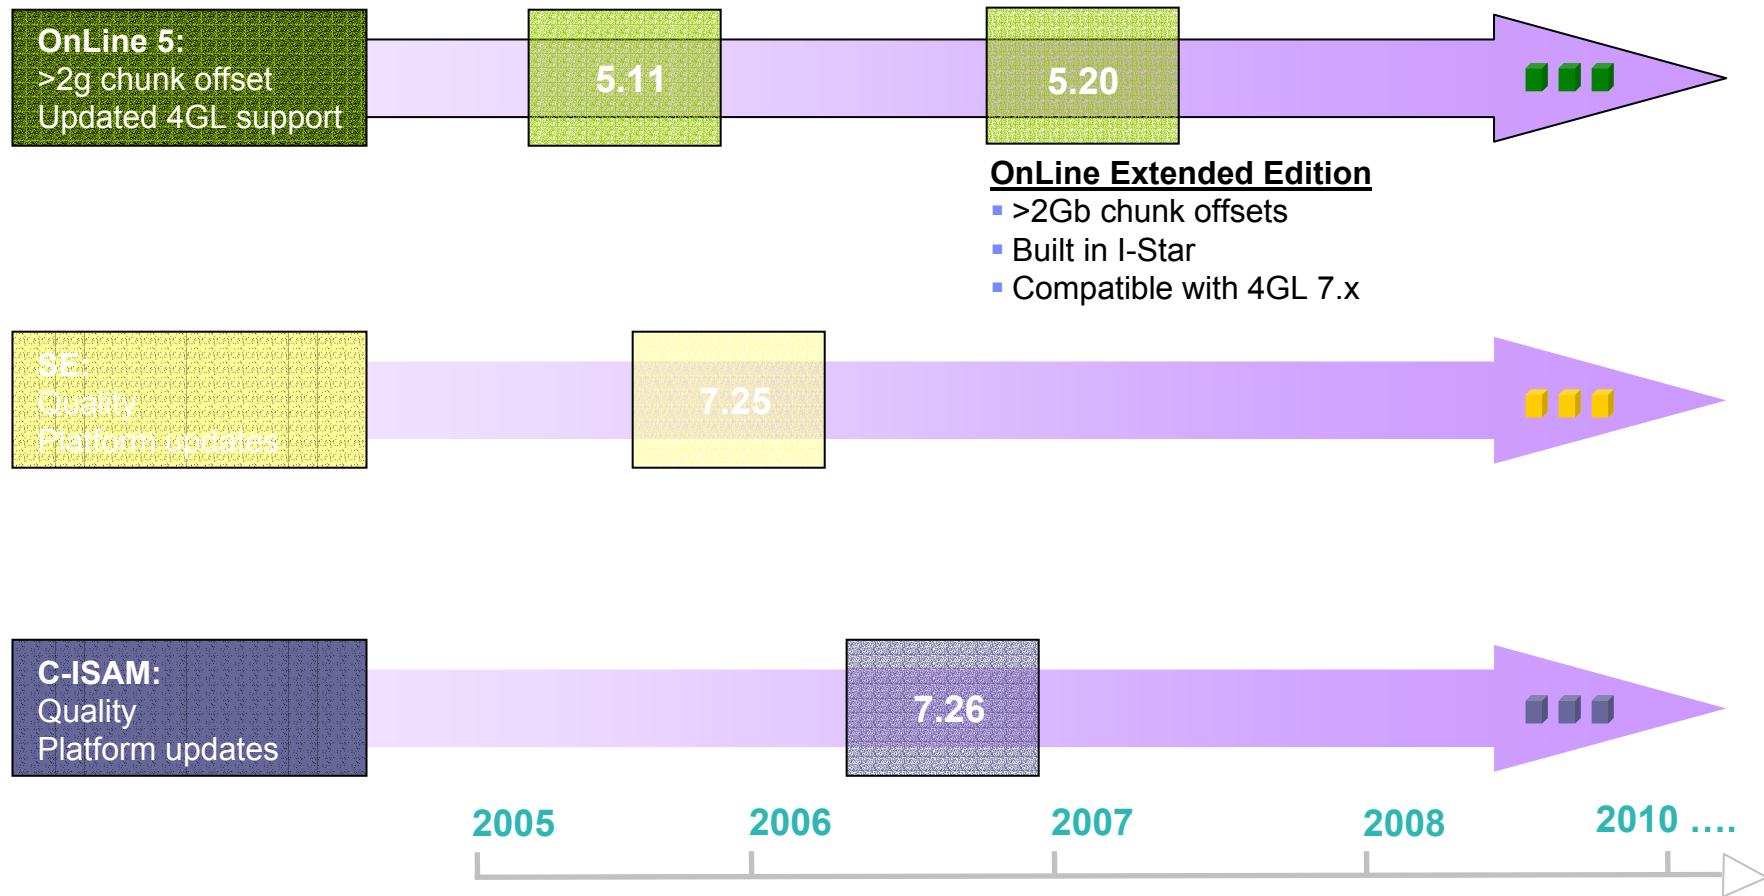 OnLine 5:
>2g chunk offset
Updated 4GL support
5.11
5.20
OnLine Extended Edition
>2Gb chunk offsets
Built in I-Star
Compatible with 4GL 7.x
SE:
Quality
Platform updates
7.25
C-ISAM:
Quality
Platform updates
7.26
2005
2006
2007
2008
2010 ....